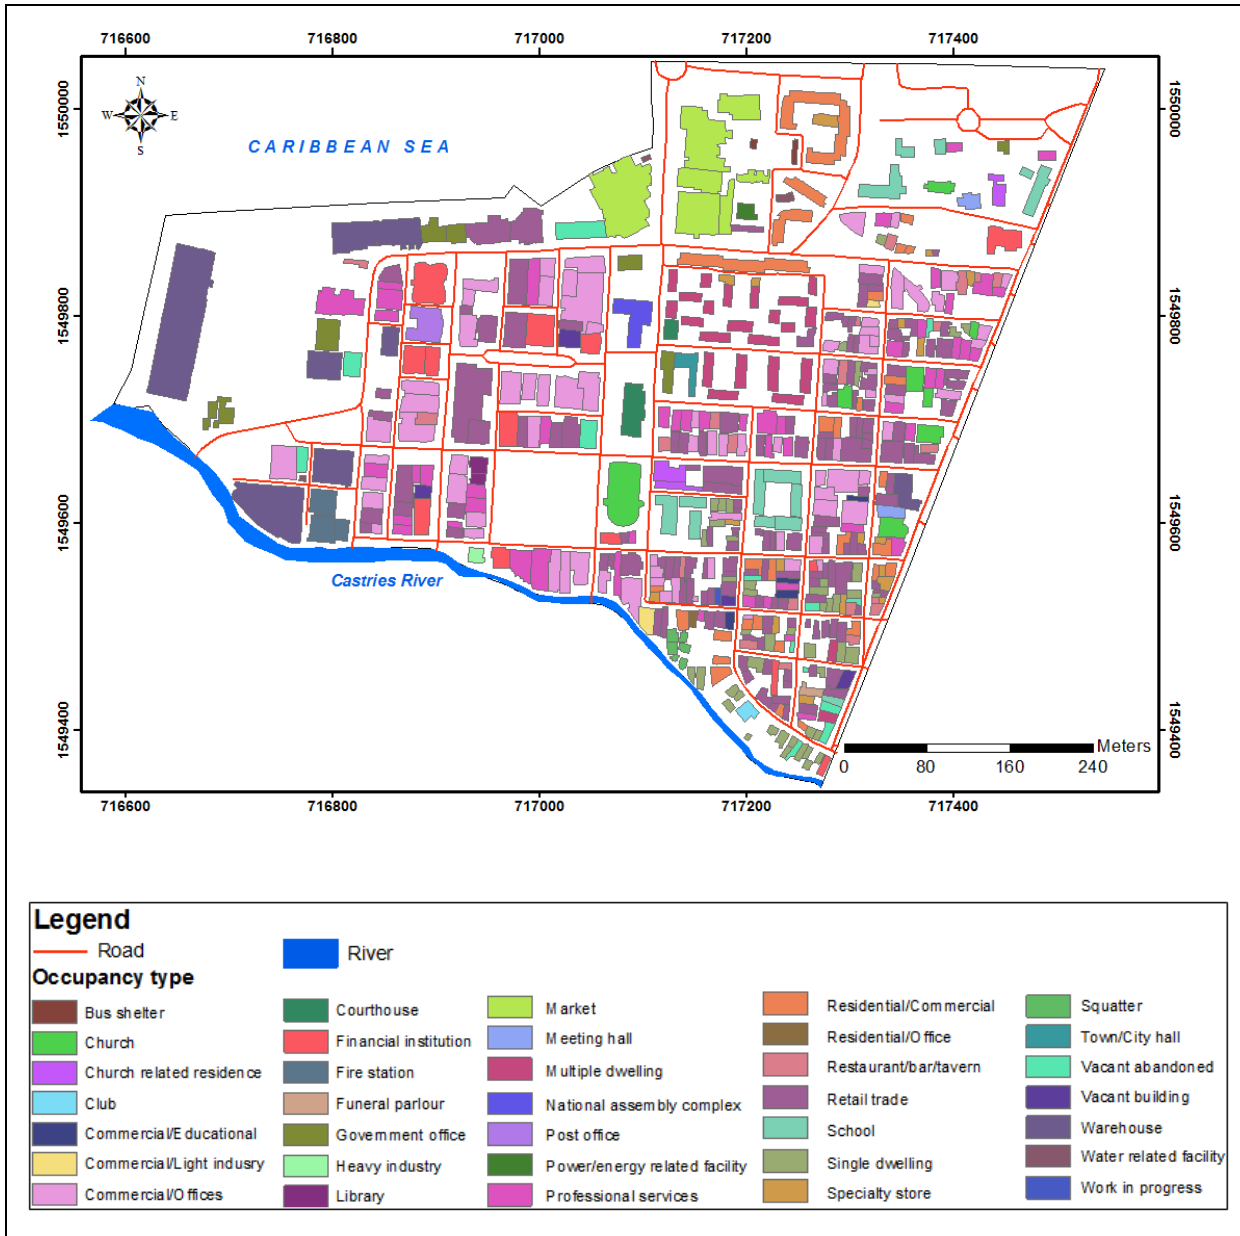 716600 716800 717000 717200 717400
1550000 1550000
N
W E
S
CARIBBEAN SEA
1549800 1549800
1549600 1549600
Castries River
1549400 1549400
Meters
0 80 160 240
716600 716800 717000 717200 717400
Legend
Road
River
Occupancy type
Bus shelter
Church
Church related residence
Club
Commercial/Educational
Commercial/Light indusry
Commercial/Offices
Courthouse
Financial institution
Fire station
Funeral parlour
Government office
Heavy industry
Library
Market
Meeting hall
Multiple dwelling
National assembly complex
Post office
Power/energy related facility
Professional services
Residential/Commercial
Residential/Office
Restaurant/bar/tavern
Retail trade
School
Single dwelling
Specialty store
Squatter
Town/City hall
Vacant abandoned
Vacant building
Warehouse
Water related facility
Work in progress